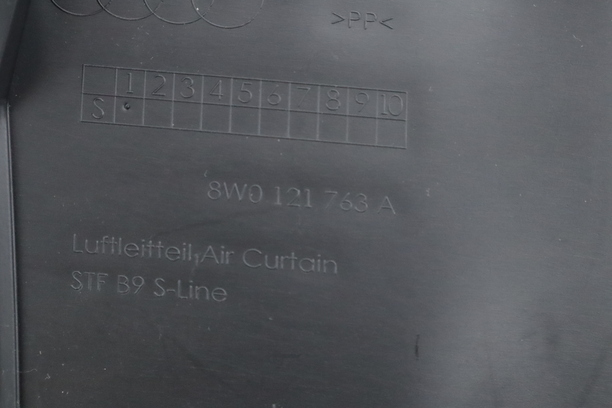 >PP<
1 2 3 4 5 6 7 8 9 10
S
8W0 121 763 A
Luftleitteil,Air Curtain
STF B9 S-Line